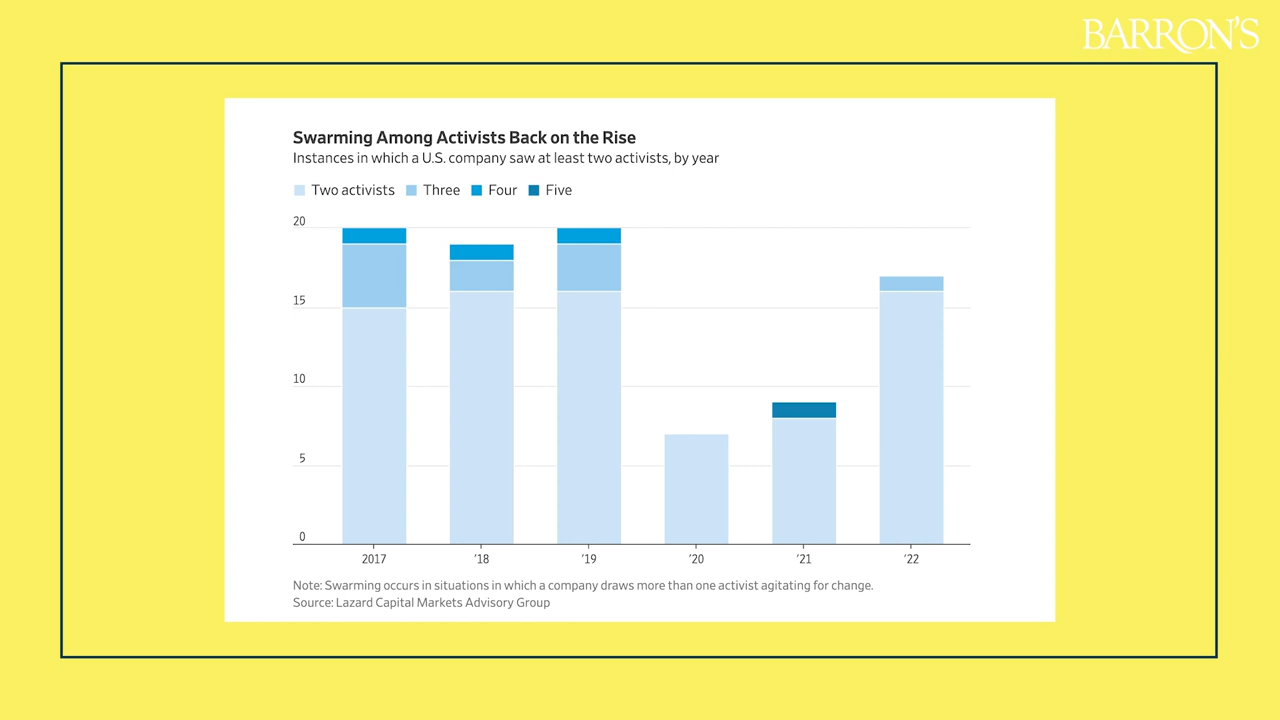 BARRON'S
Swarming Among Activists Back on the Rise
Instances in which a U.S. company saw at least two activists, by year
Two activists Three Four Five
20
15
10
5
0
2017 ’18 ’19 ’20 ’21 ’22
Note: Swarming occurs in situations in which a company draws more than one activist agitating for change.
Source: Lazard Capital Markets Advisory Group